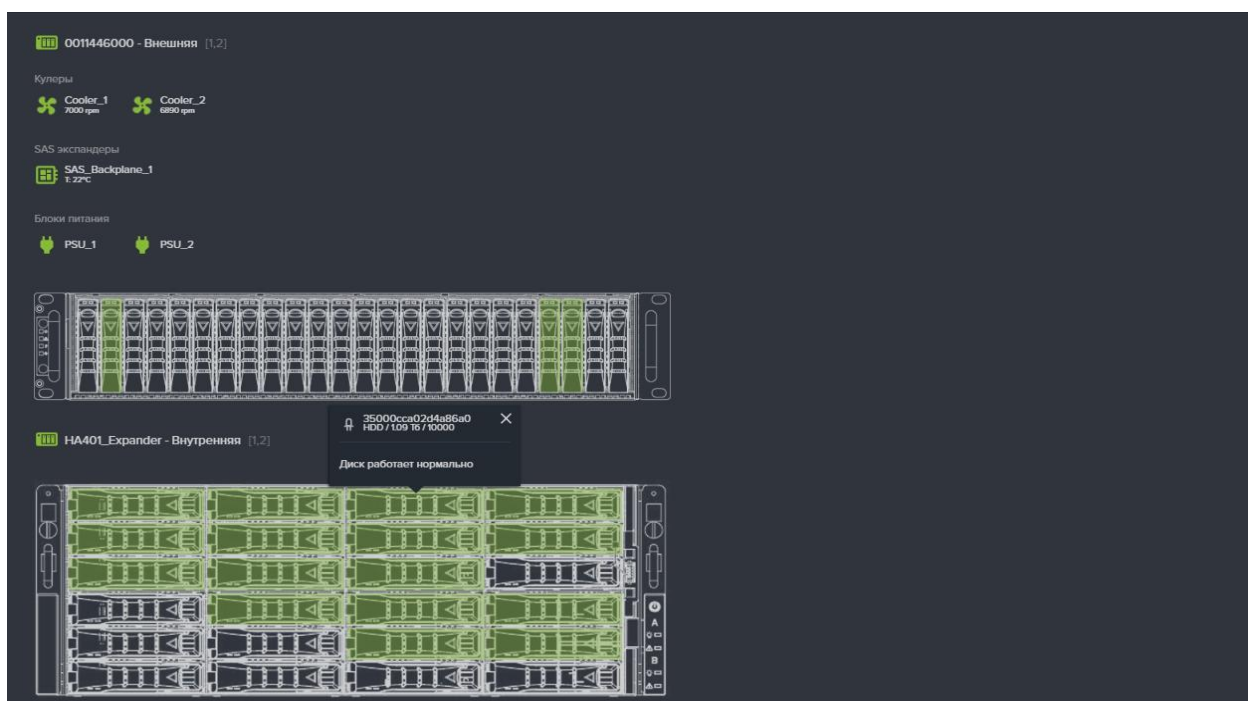 0011446000 - Внешняя [1,2]
Кулеры
Cooler_1
7000 rpm
Cooler_2
6890 rpm
SAS экспандеры
SAS_Backplane_1
T: 22°C
Блоки питания
PSU_1
PSU_2
35000cca02d4a86a0
HDD / 1.09 Тб / 10000
Диск работает нормально
HA401_Expander - Внутренняя [1,2]
A
B